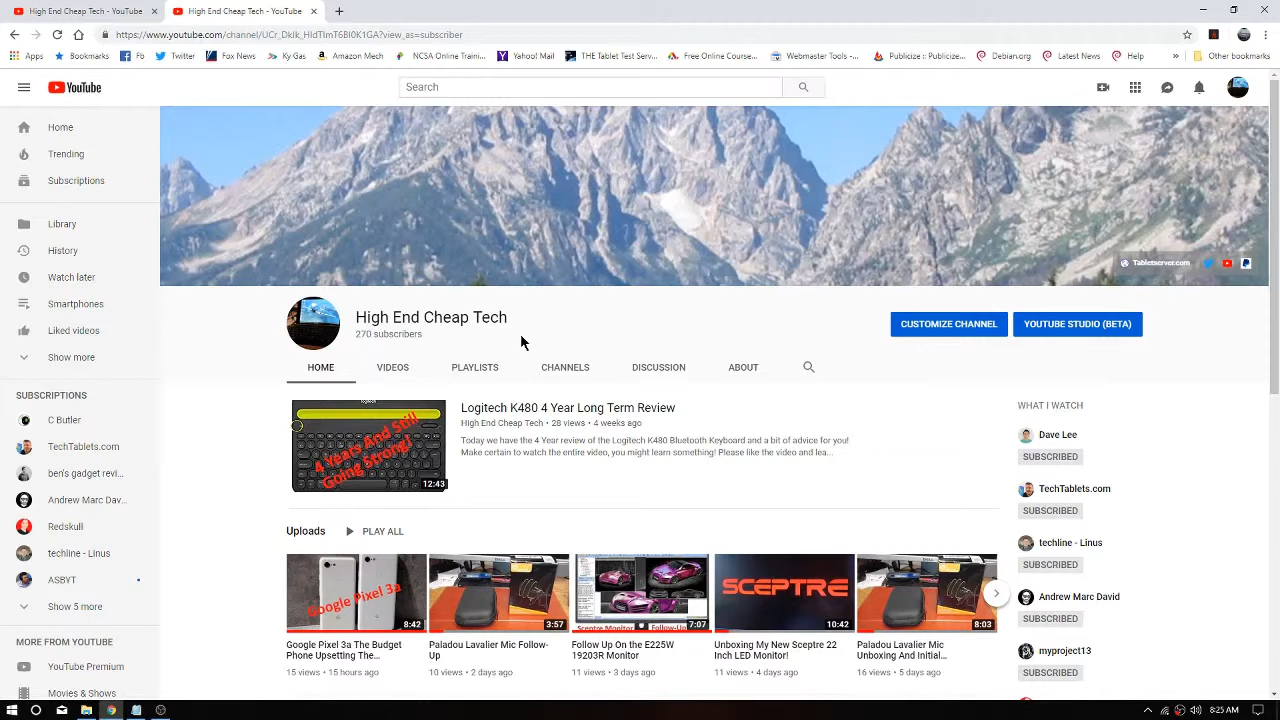 High End Cheap Tech - YouTube
High End Cheap Tech - YouTube
https://www.youtube.com/channel/
?view_as=subscriber
Apps
Bookmarks
Fb
Twitter
Fox News
Ky Gas
Amazon Mech
NCSA Online Traini...
Yahoo Mail
THE Tablet Test Serv...
Free Online Course...
Webmaster Tools -...
Publicize :: Publicize...
Debian.org
Latest News
Help
»
Other bookmarks
YouTube
Search
Home
Trending
Subscriptions
Library
History
Watch later
Smartphones
Liked videos
Show more
SUBSCRIPTIONS
C Butler
TechTablets.com
ben's gadget revi...
Andrew Marc Dav...
Redskull
techline - Linus
ASBYT
Show 5 more
MORE FROM YOUTUBE
YouTube Premium
Movies & Shows
Tabletserver.com
High End Cheap Tech
270 subscribers
CUSTOMIZE CHANNEL
YOUTUBE STUDIO (BETA)
HOME
VIDEOS
PLAYLISTS
CHANNELS
DISCUSSION
ABOUT
logitech
4 Years And Still
Going Strong!
12:43
Logitech K480 4 Year Long Term Review
High End Cheap Tech • 28 views • 4 weeks ago
Today we have the 4 Year review of the Logitech K480 Bluetooth Keyboard and a bit of advice for you!
Make certain to watch the entire video, you might learn something! Please like the video and lea...
Uploads
PLAY ALL
Google Pixel 3a
8:42
Google Pixel 3a The Budget
Phone Upsetting The...
15 views • 15 hours ago
3:57
Paladou Lavalier Mic Follow-
Up
10 views • 2 days ago
Sceptre Monitor
Follow-Up
7:07
Follow Up On the E225W
19203R Monitor
11 views • 3 days ago
SCEPTRE
10:42
Unboxing My New Sceptre 22
Inch LED Monitor!
11 views • 4 days ago
8:03
Paladou Lavalier Mic
Unboxing And Initial...
16 views • 5 days ago
WHAT I WATCH
Dave Lee
SUBSCRIBED
TechTablets.com
SUBSCRIBED
techline - Linus
SUBSCRIBED
Andrew Marc David
SUBSCRIBED
myproject13
SUBSCRIBED
8:25 AM